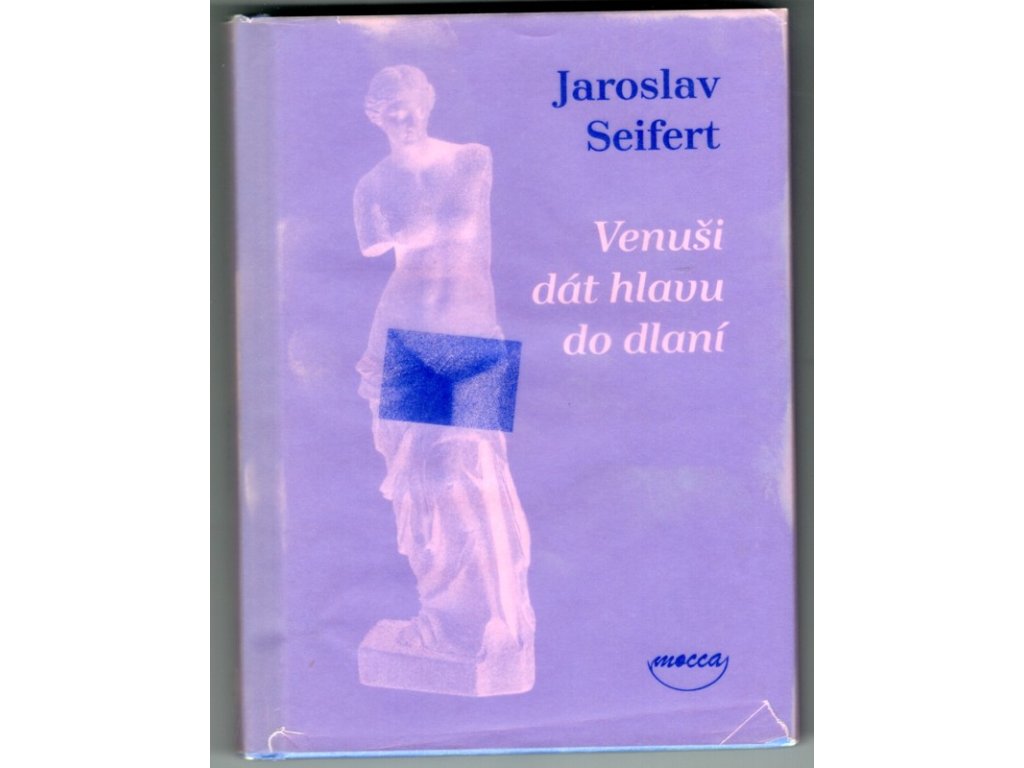 Jaroslav
Seifert
Venuši
dát hlavu
do dlaní
mocca